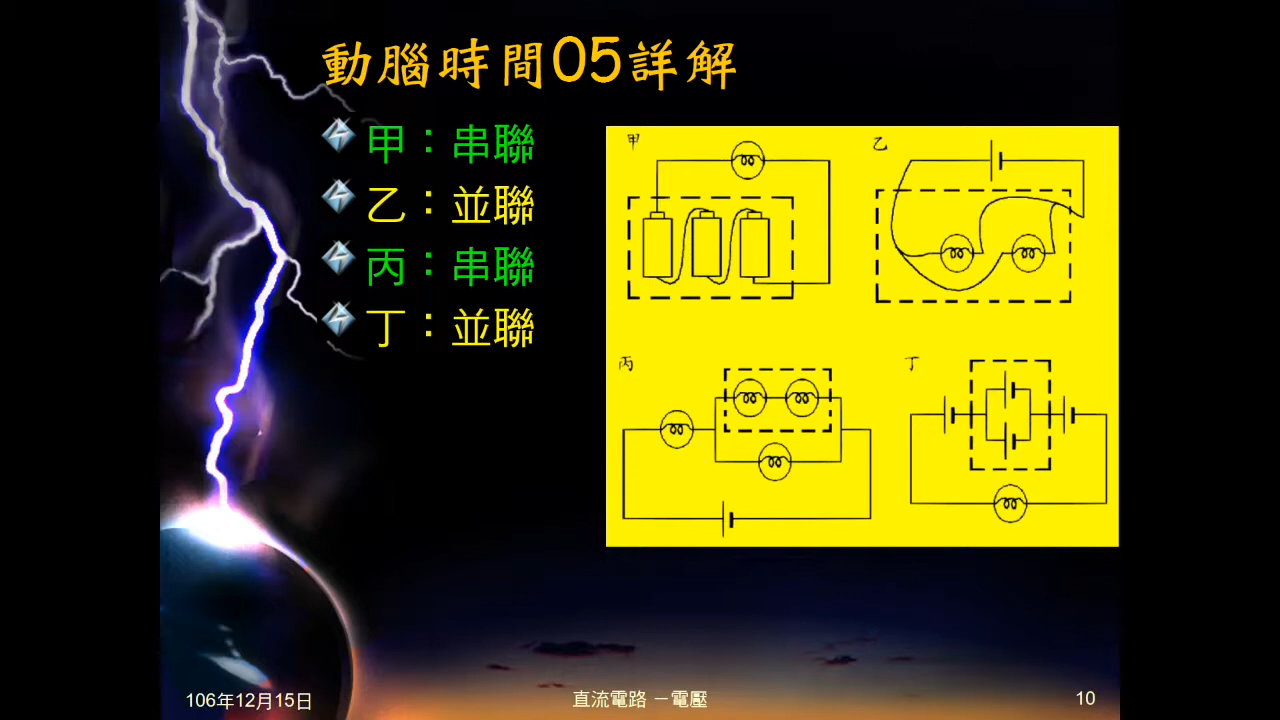 動腦時間05詳解
甲：串聯
乙：並聯
丙：串聯
丁：並聯
甲
乙
丙
丁
106年12月15日
直流電路 －電壓
10